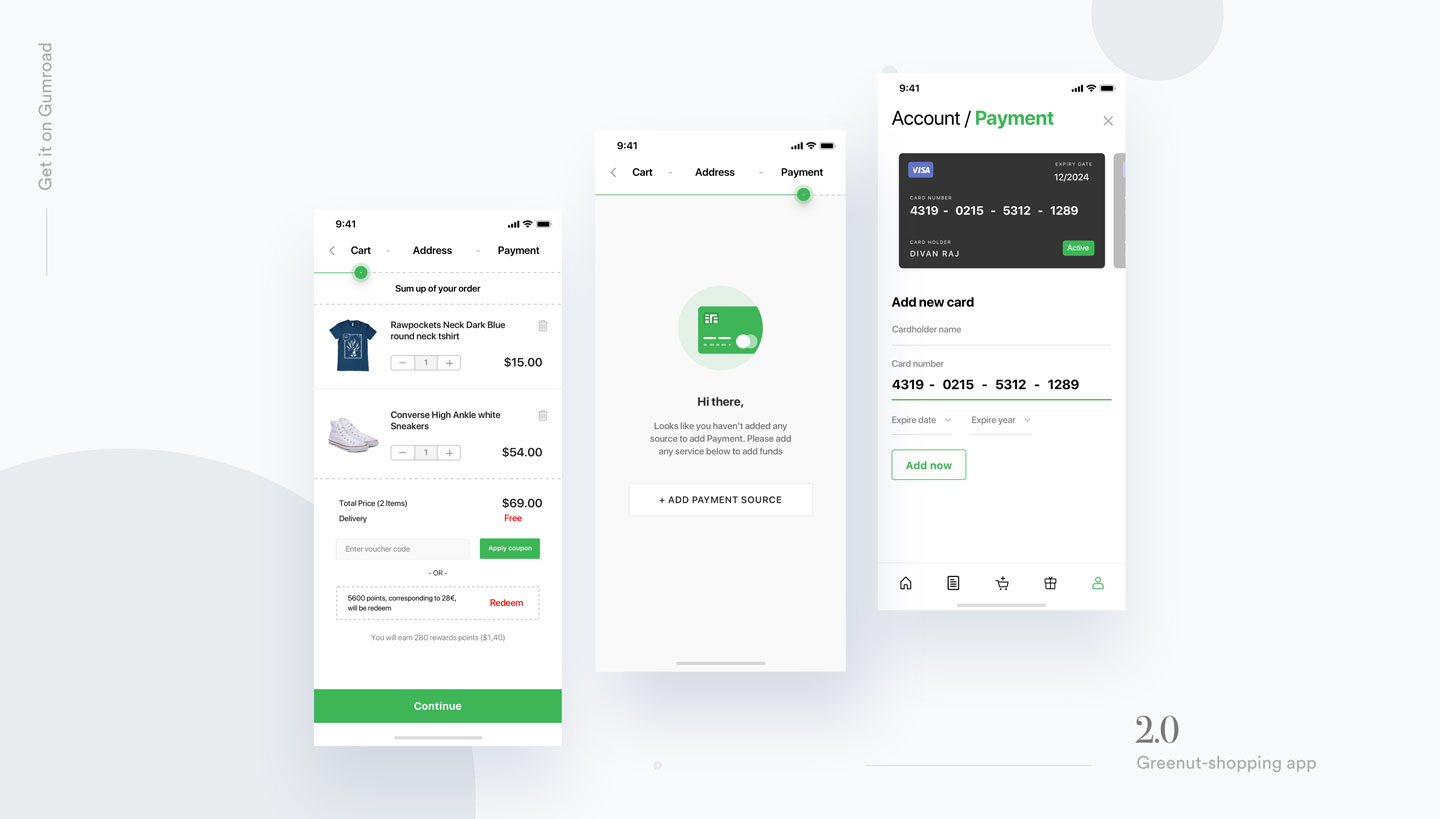 Get it on Gumroad
9:41
Cart - Address - Payment
Sum up of your order
Rawpockets Neck Dark Blue
round neck tshirt
− 1 +
$15.00
Converse High Ankle white
Sneakers
− 1 +
$54.00
Total Price (2 Items)
$69.00
Delivery
Free
Enter voucher code
Apply coupon
- OR -
5600 points, corresponding to 28€,
will be redeem
Redeem
You will earn 280 rewards points ($1,40)
Continue
9:41
Cart - Address - Payment
Hi there,
Looks like you haven’t added any
source to add Payment. Please add
any service below to add funds
+ ADD PAYMENT SOURCE
9:41
Account / Payment
VISA
EXPIRY DATE
12/2024
CARD NUMBER
4319 - 0215 - 5312 - 1289
CARD HOLDER
DIVAN RAJ
Active
Add new card
Cardholder name
Card number
4319 - 0215 - 5312 - 1289
Expire date
Expire year
Add now
2.0
Greenut-shopping app